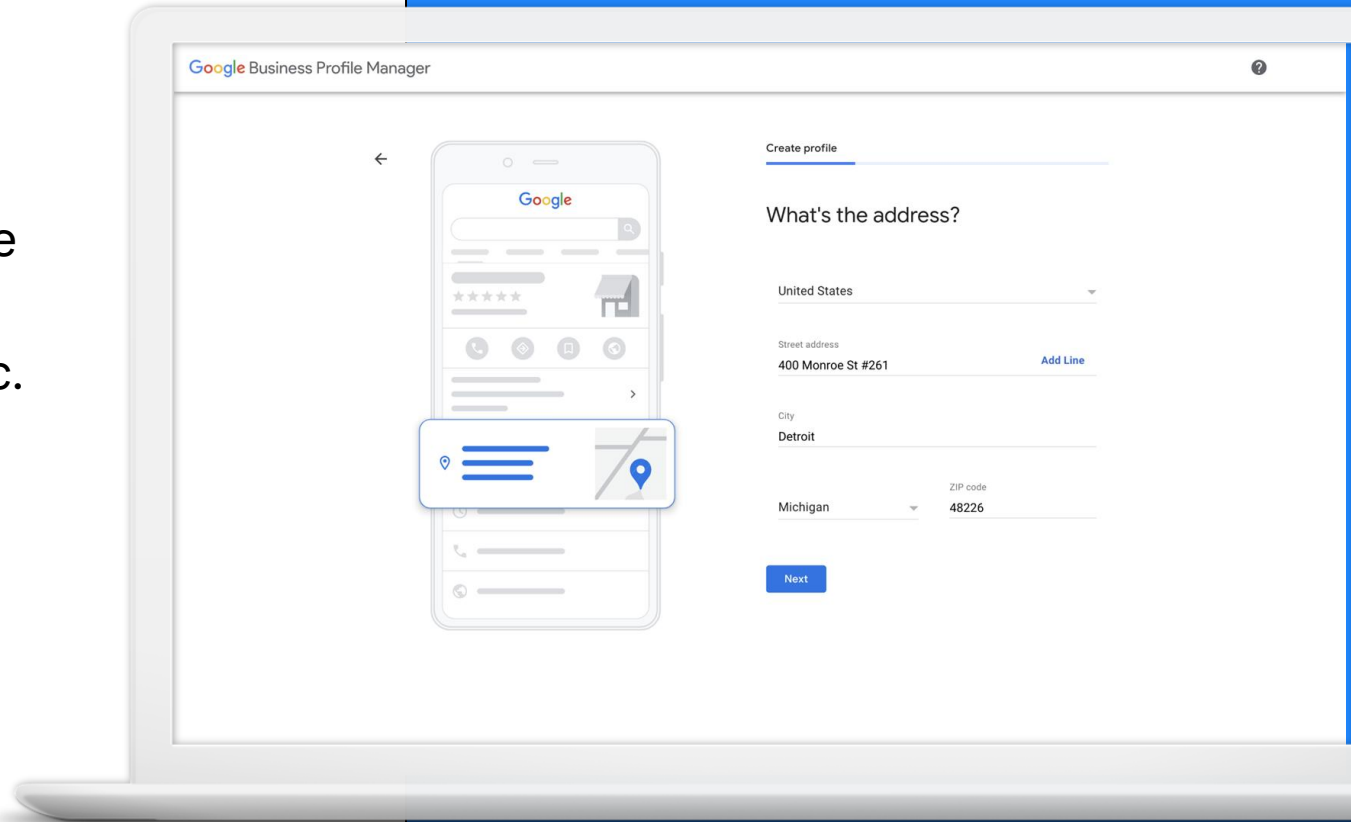 e
c.
Google Business Profile Manager
Google
Create profile
What's the address?
United States
Street address
400 Monroe St #261
Add Line
City
Detroit
Michigan
ZIP code
48226
Next